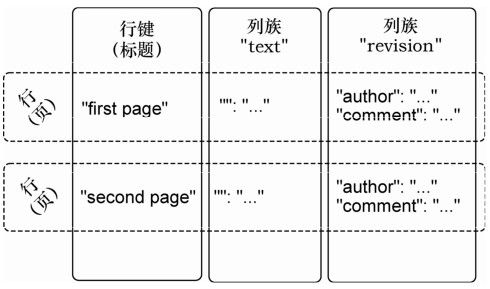 行键
(标题)
列族
"text"
列族
"revision"
行
(页)
"first page"
"": "..."
"author": "..."
"comment": "..."
行
(页)
"second page"
"": "..."
"author": "..."
"comment": "..."